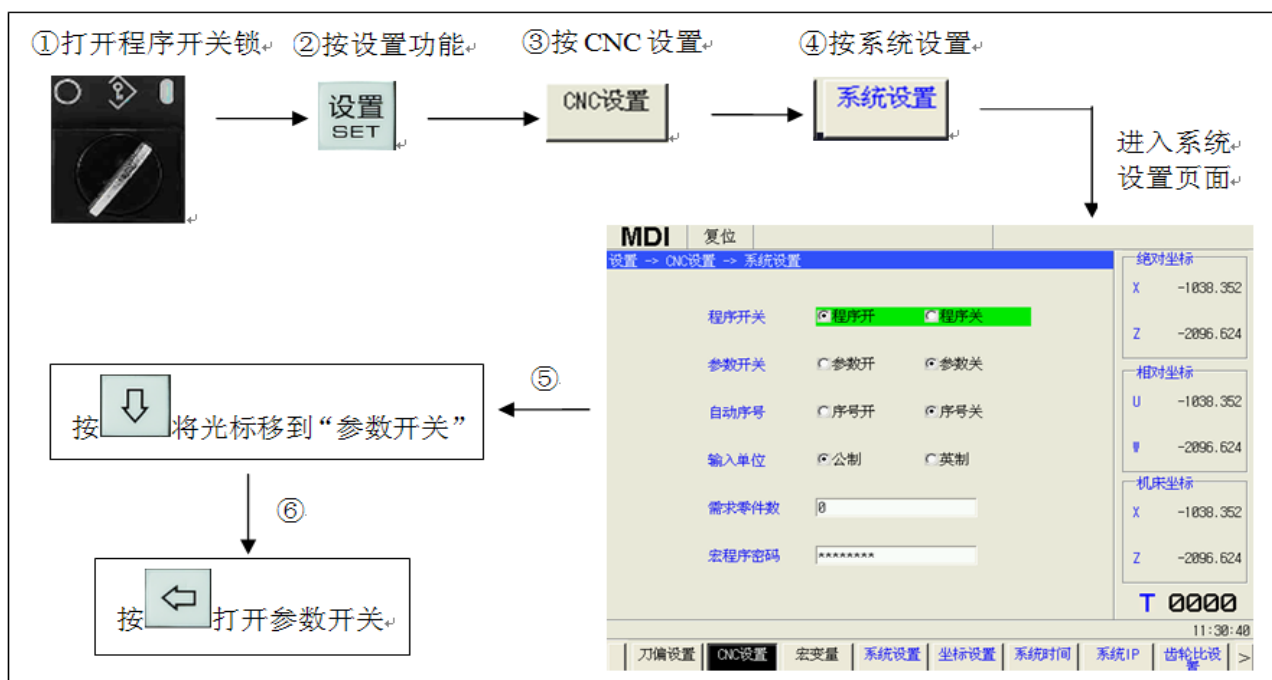 ①打开程序开关锁
②按设置功能
③按 CNC 设置
④按系统设置
设置
SET
CNC设置
系统设置
进入系统
设置页面
MDI 复位
设置 -> CNC设置 -> 系统设置
程序开关 程序开 程序关
参数开关 参数开 参数关
自动序号 序号开 序号关
输入单位 公制 英制
需求零件数 0
宏程序密码 ********
绝对坐标
X -1038.352
Z -2096.624
相对坐标
U -1038.352
W -2096.624
机床坐标
X -1038.352
Z -2096.624
T 0000
11:30:40
刀偏设置 CNC设置 宏变量 系统设置 坐标设置 系统时间 系统IP 齿轮比设置 >
⑤
按 将光标移到“参数开关”
⑥
按 打开参数开关